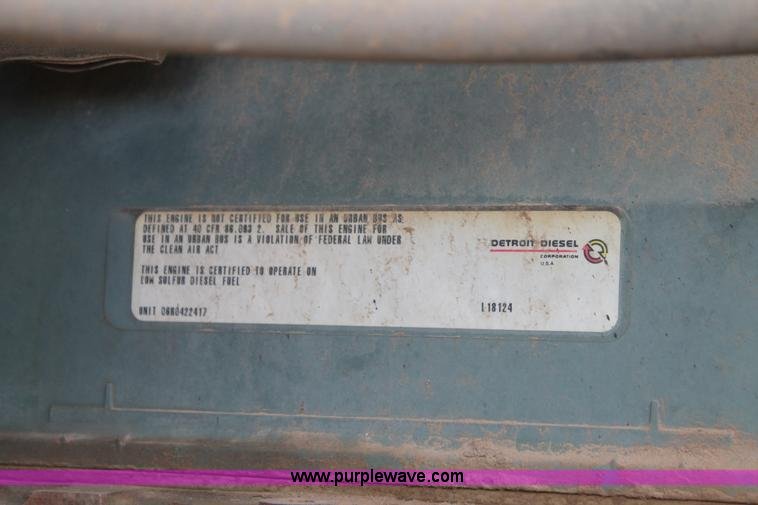 THIS ENGINE IS NOT CERTIFIED FOR USE IN AN URBAN BUS AS
DEFINED AT 40 CFR 86.093 2. SALE OF THIS ENGINE FOR
USE IN AN URBAN BUS IS A VIOLATION OF FEDERAL LAW UNDER
THE CLEAN AIR ACT
THIS ENGINE IS CERTIFIED TO OPERATE ON
LOW SULFUR DIESEL FUEL
UNIT 06R0422417
L18124
DETROIT DIESEL
CORPORATION
U.S.A.
www.purplewave.com